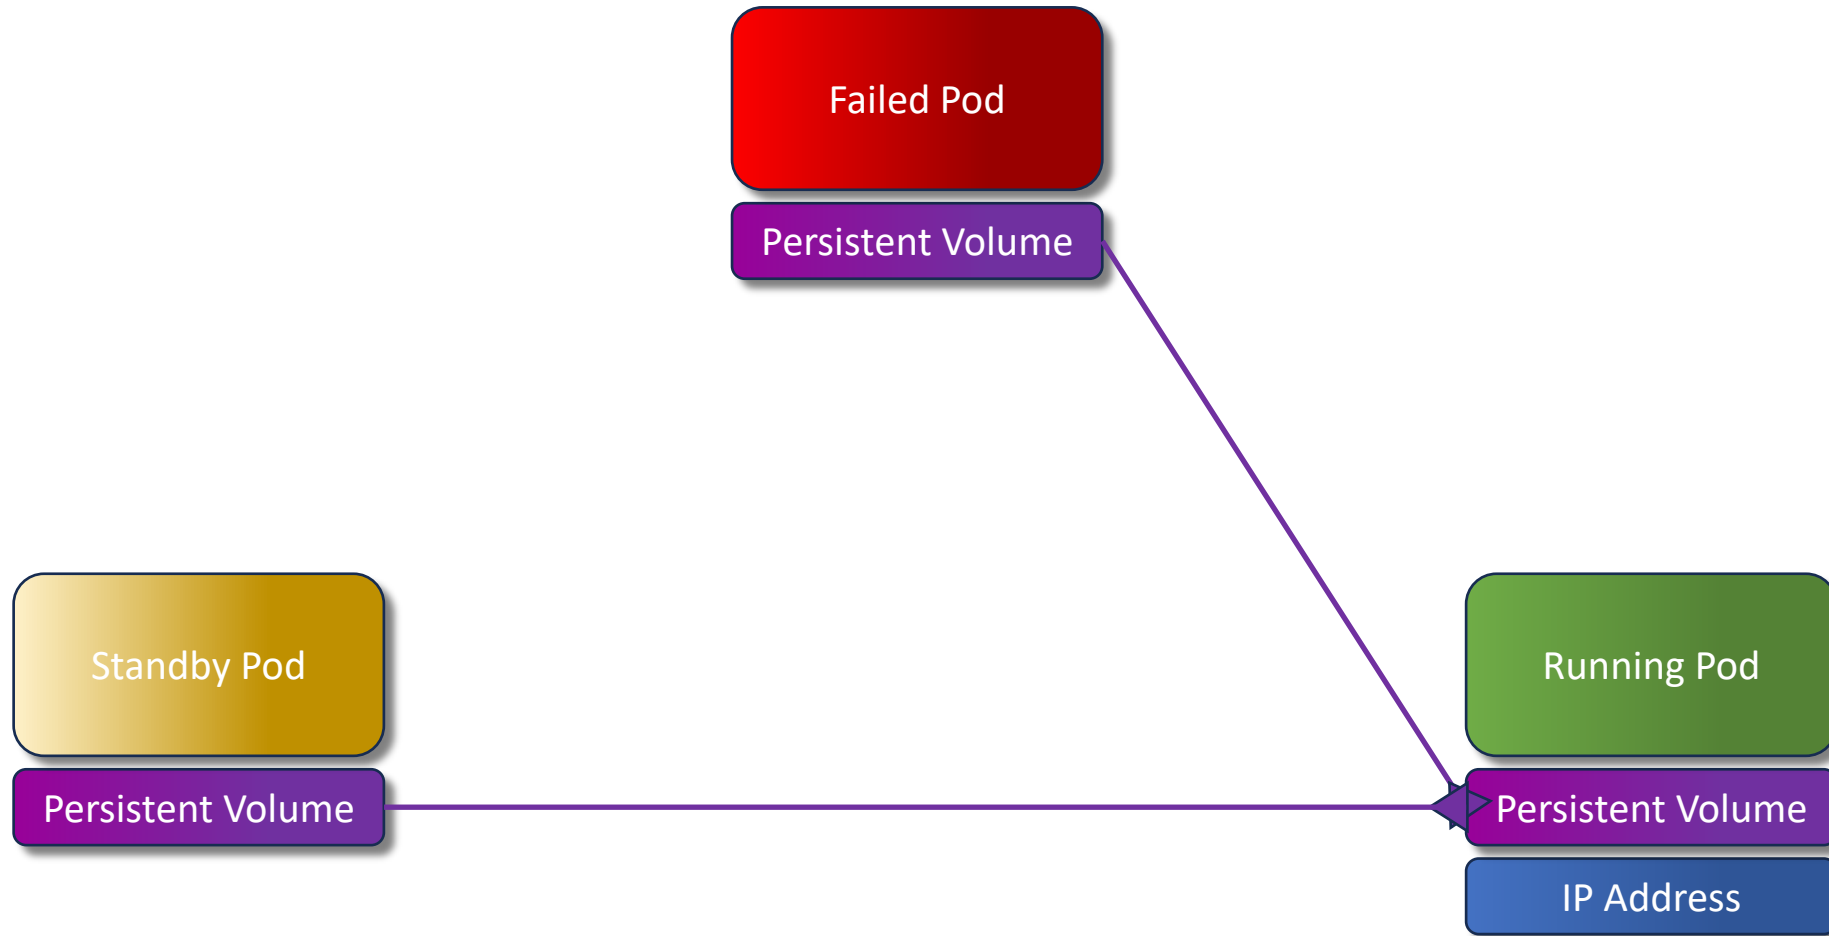 Failed Pod
Persistent Volume
Standby Pod
Persistent Volume
Running Pod
Persistent Volume
IP Address